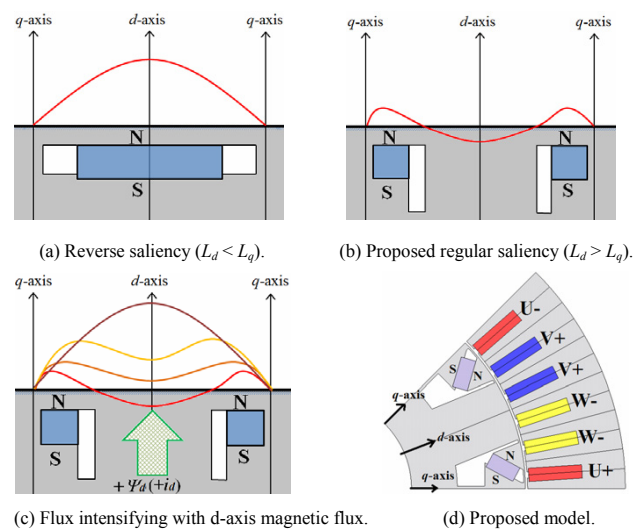 q-axis d-axis q-axis
N
S
(a) Reverse saliency (Ld < Lq).
q-axis d-axis q-axis
N N
S S
(b) Proposed regular saliency (Ld > Lq).
q-axis d-axis q-axis
N N
S S
+Ψd(+id)
(c) Flux intensifying with d-axis magnetic flux.
U-
V+
V+
W-
W-
U+
S N
q-axis
d-axis
N
S
q-axis
(d) Proposed model.